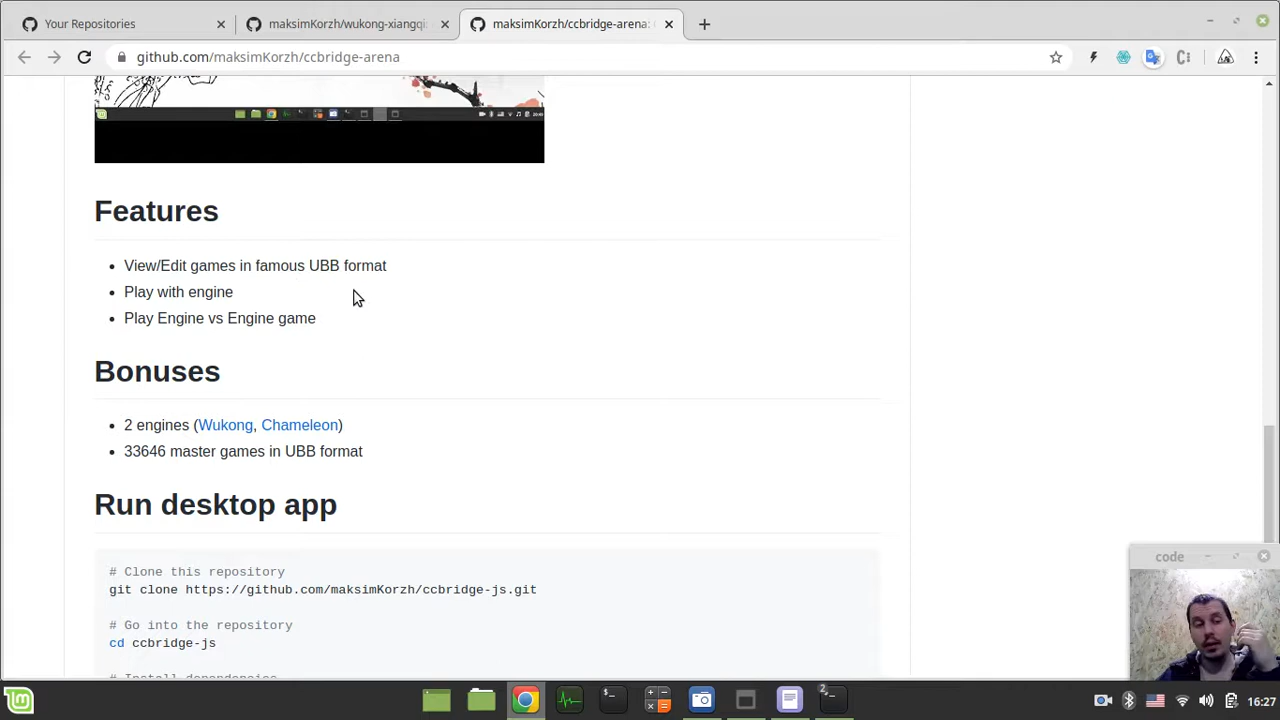 Your Repositories
maksimKorzh/wukong-xiangqi:
maksimKorzh/ccbridge-arena:
github.com/maksimKorzh/ccbridge-arena
Features
View/Edit games in famous UBB format
Play with engine
Play Engine vs Engine game
Bonuses
2 engines (Wukong, Chameleon)
33646 master games in UBB format
Run desktop app
# Clone this repository
git clone https://github.com/maksimKorzh/ccbridge-js.git
# Go into the repository
cd ccbridge-js
# Install dependencies
code
16:27